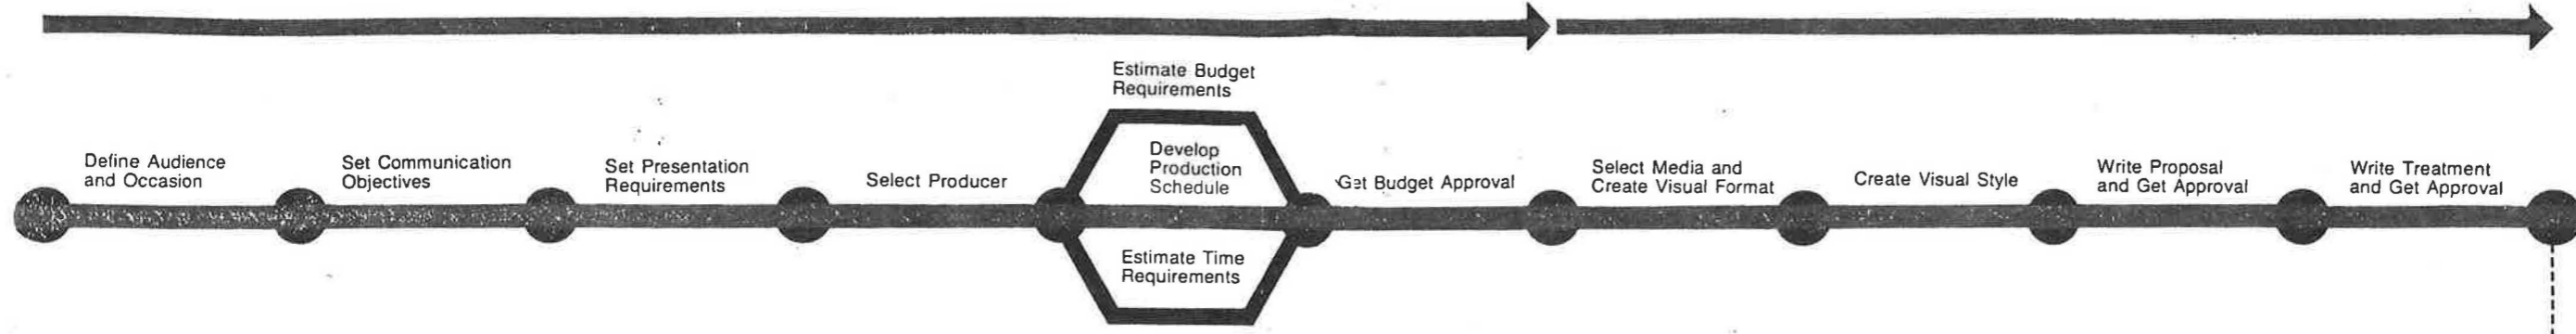 Define Audience
and Occasion
Set Communication
Objectives
Set Presentation
Requirements
Select Producer
Estimate Budget
Requirements
Develop
Production
Schedule
Estimate Time
Requirements
Get Budget Approval
Select Media and
Create Visual Format
Create Visual Style
Write Proposal
and Get Approval
Write Treatment
and Get Approval